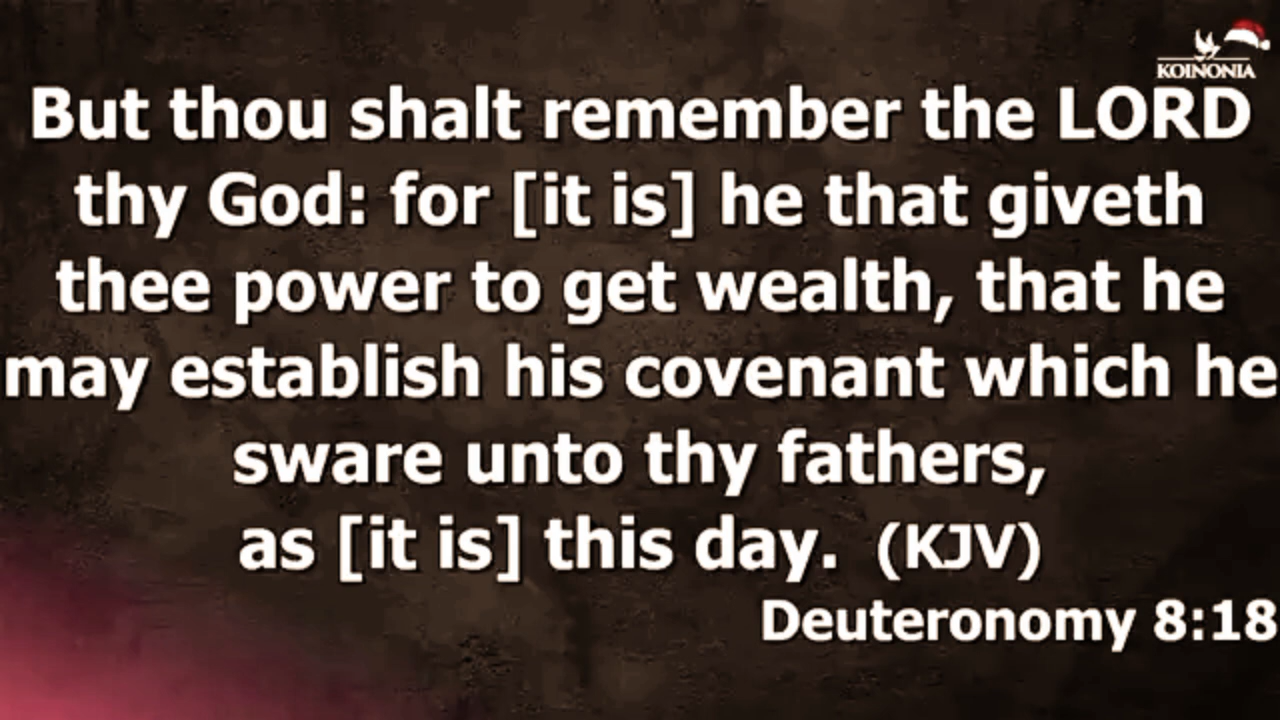 KOINONIA
But thou shalt remember the LORD
thy God: for [it is] he that giveth
thee power to get wealth, that he
may establish his covenant which he
sware unto thy fathers,
as [it is] this day. (KJV)
Deuteronomy 8:18